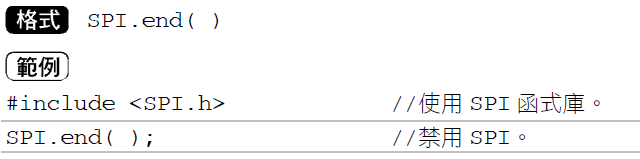 格式 SPI.end( )
範例
#include <SPI.h> //使用 SPI 函式庫。
SPI.end( ); //禁用 SPI。